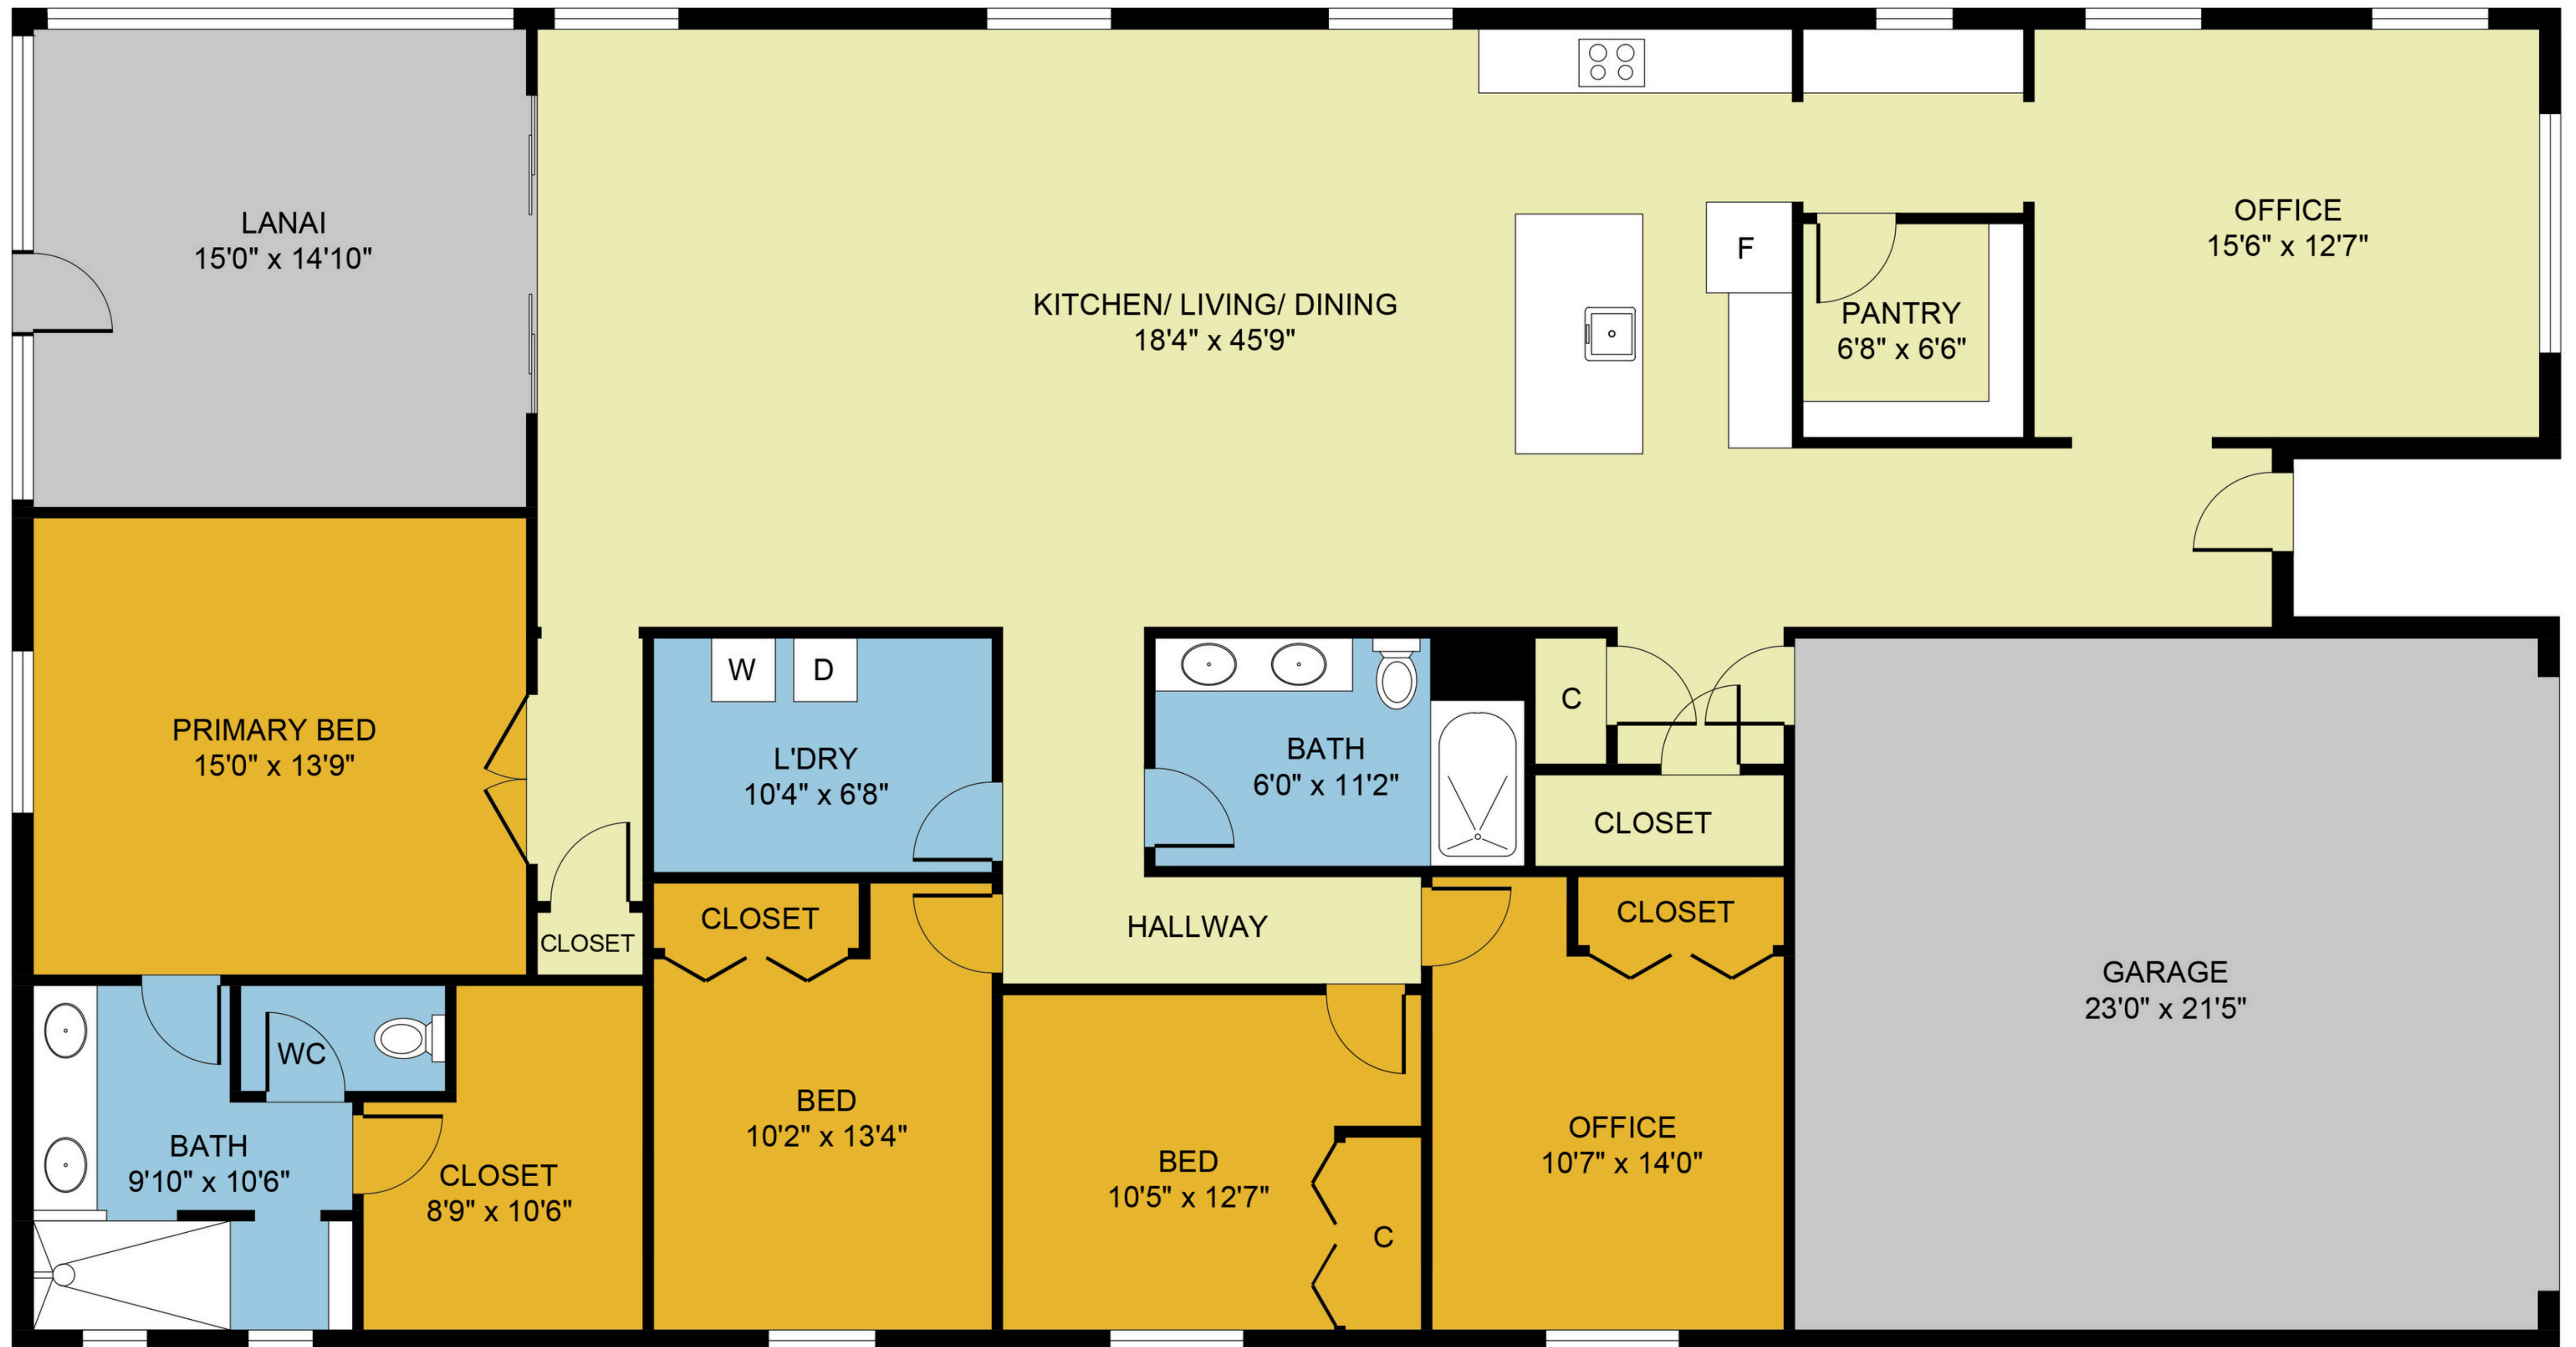 LANAI
15'0" x 14'10"
KITCHEN/ LIVING/ DINING
18'4" x 45'9"
F
PANTRY
6'8" x 6'6"
OFFICE
15'6" x 12'7"
PRIMARY BED
15'0" x 13'9"
W
D
L'DRY
10'4" x 6'8"
BATH
6'0" x 11'2"
C
CLOSET
CLOSET
CLOSET
HALLWAY
CLOSET
GARAGE
23'0" x 21'5"
WC
BATH
9'10" x 10'6"
CLOSET
8'9" x 10'6"
BED
10'2" x 13'4"
BED
10'5" x 12'7"
C
OFFICE
10'7" x 14'0"